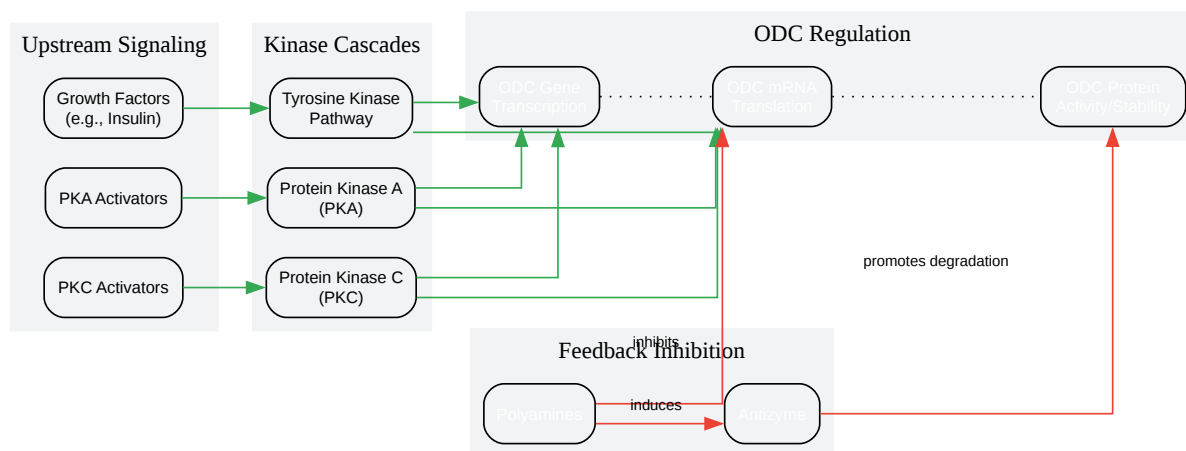 Upstream Signaling
Growth Factors
(e.g., Insulin)
PKA Activators
PKC Activators
Kinase Cascades
Tyrosine Kinase
Pathway
Protein Kinase A
(PKA)
Protein Kinase C
(PKC)
ODC Regulation
ODC Gene
Transcription
ODC mRNA
Translation
ODC Protein
Activity/Stability
promotes degradation
inhibits
Feedback Inhibition
Polyamines
induces
Antizyme